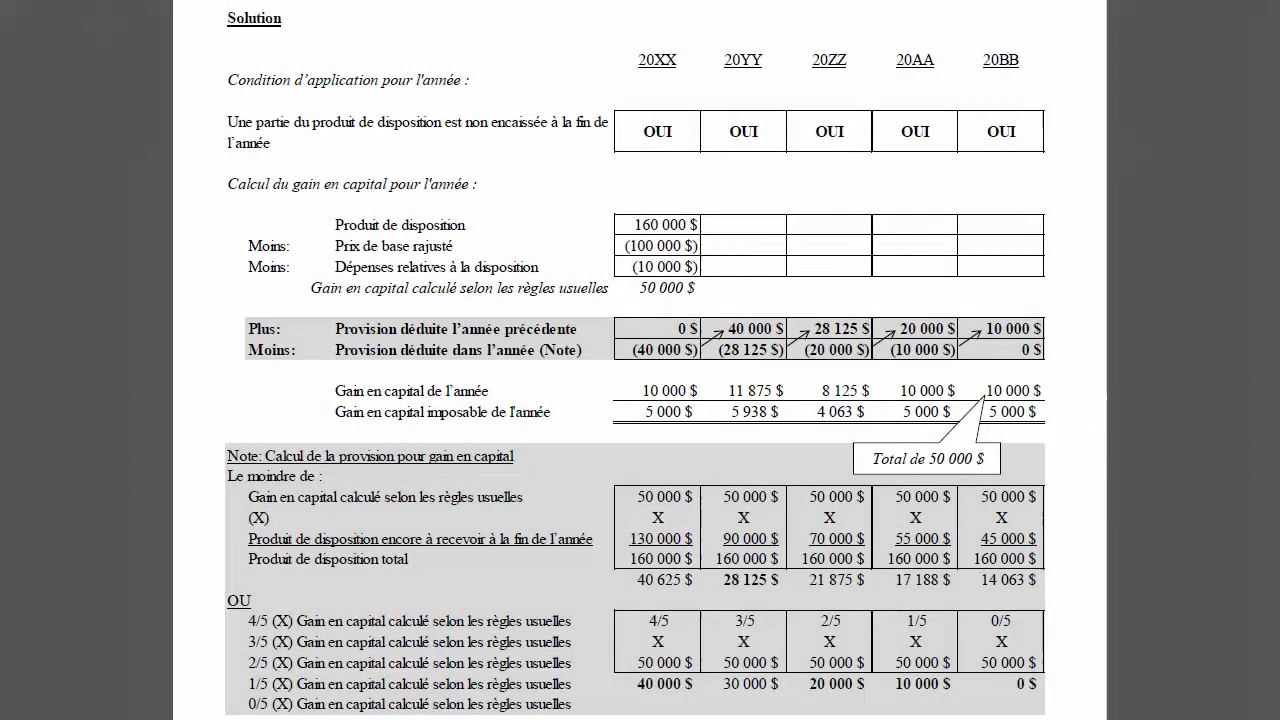 Solution
20XX 20YY 20ZZ 20AA 20BB
Condition d'application pour l'année :
Une partie du produit de disposition est non encaissée à la fin de
l'année
OUI OUI OUI OUI OUI
Calcul du gain en capital pour l'année :
Produit de disposition 160 000 $
Moins: Prix de base rajusté (100 000 $)
Moins: Dépenses relatives à la disposition (10 000 $)
Gain en capital calculé selon les règles usuelles 50 000 $
Plus: Provision déduite l'année précédente 0 $ 40 000 $ 28 125 $ 20 000 $ 10 000 $
Moins: Provision déduite dans l'année (Note) (40 000 $) (28 125 $) (20 000 $) (10 000 $) 0 $
Gain en capital de l'année 10 000 $ 11 875 $ 8 125 $ 10 000 $ 10 000 $
Gain en capital imposable de l'année 5 000 $ 5 938 $ 4 063 $ 5 000 $ 5 000 $
Total de 50 000 $
Note: Calcul de la provision pour gain en capital
Le moindre de :
Gain en capital calculé selon les règles usuelles 50 000 $ 50 000 $ 50 000 $ 50 000 $ 50 000 $
(X) X X X X X
Produit de disposition encore à recevoir à la fin de l'année 130 000 $ 90 000 $ 70 000 $ 55 000 $ 45 000 $
Produit de disposition total 160 000 $ 160 000 $ 160 000 $ 160 000 $ 160 000 $
40 625 $ 28 125 $ 21 875 $ 17 188 $ 14 063 $
OU
4/5 (X) Gain en capital calculé selon les règles usuelles 4/5 3/5 2/5 1/5 0/5
3/5 (X) Gain en capital calculé selon les règles usuelles X X X X X
2/5 (X) Gain en capital calculé selon les règles usuelles 50 000 $ 50 000 $ 50 000 $ 50 000 $ 50 000 $
1/5 (X) Gain en capital calculé selon les règles usuelles 40 000 $ 30 000 $ 20 000 $ 10 000 $ 0 $
0/5 (X) Gain en capital calculé selon les règles usuelles